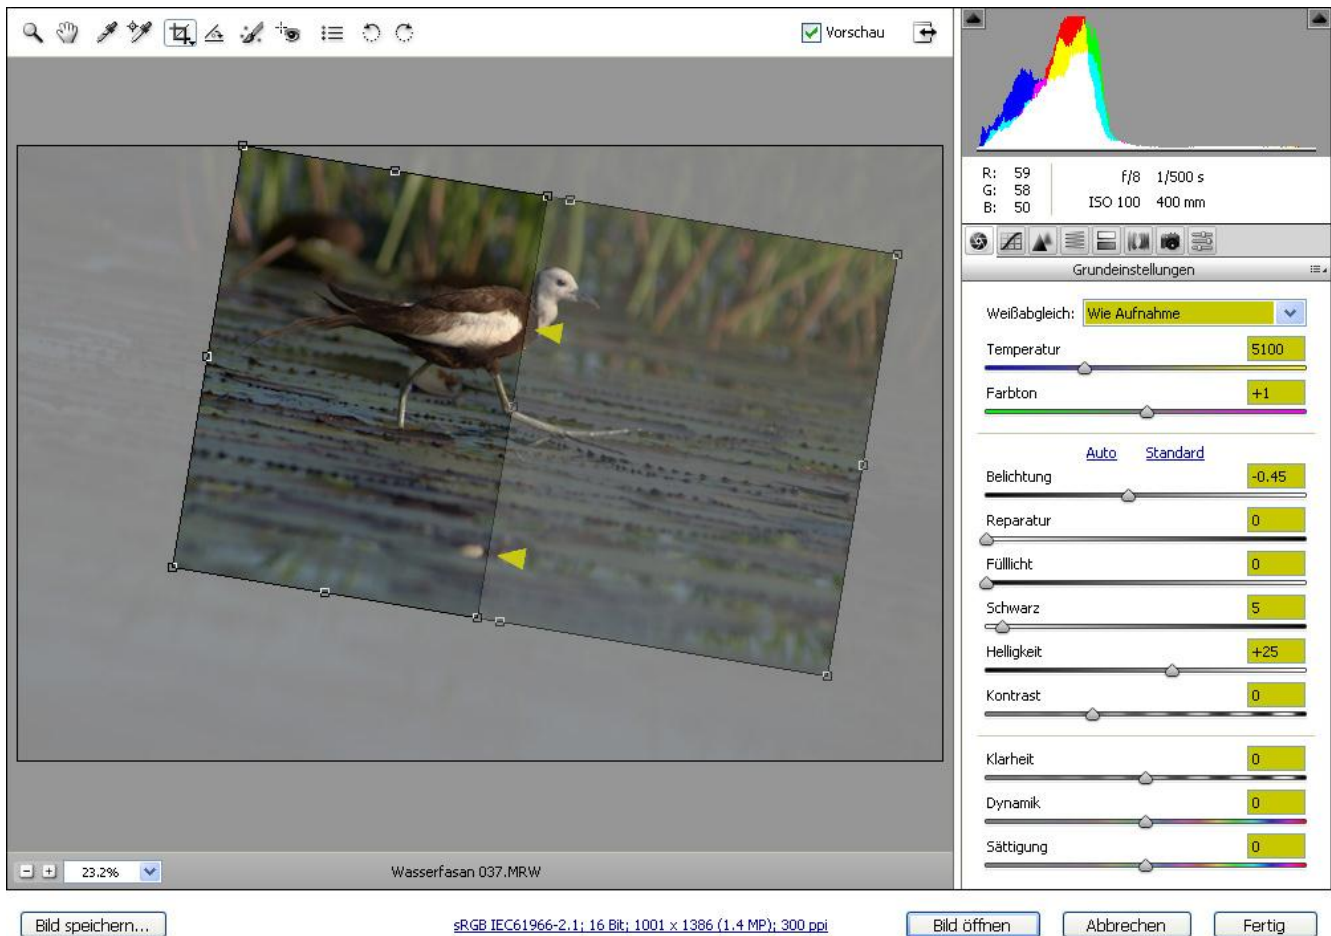 Vorschau
R: 59
G: 58
B: 50
f/8 1/500 s
ISO 100 400 mm
Grundeinstellungen
Weißabgleich: Wie Aufnahme
Temperatur 5100
Farbton +1
Auto Standard
Belichtung -0.45
Reparatur 0
Fülllicht 0
Schwarz 5
Helligkeit +25
Kontrast 0
Klarheit 0
Dynamik 0
Sättigung 0
23.2% Wasserfasan 037.MRW
Bild speichern... sRGB IEC61966-2.1; 16 Bit; 1001 x 1386 (1.4 MP); 300 ppi Bild öffnen Abbrechen Fertig